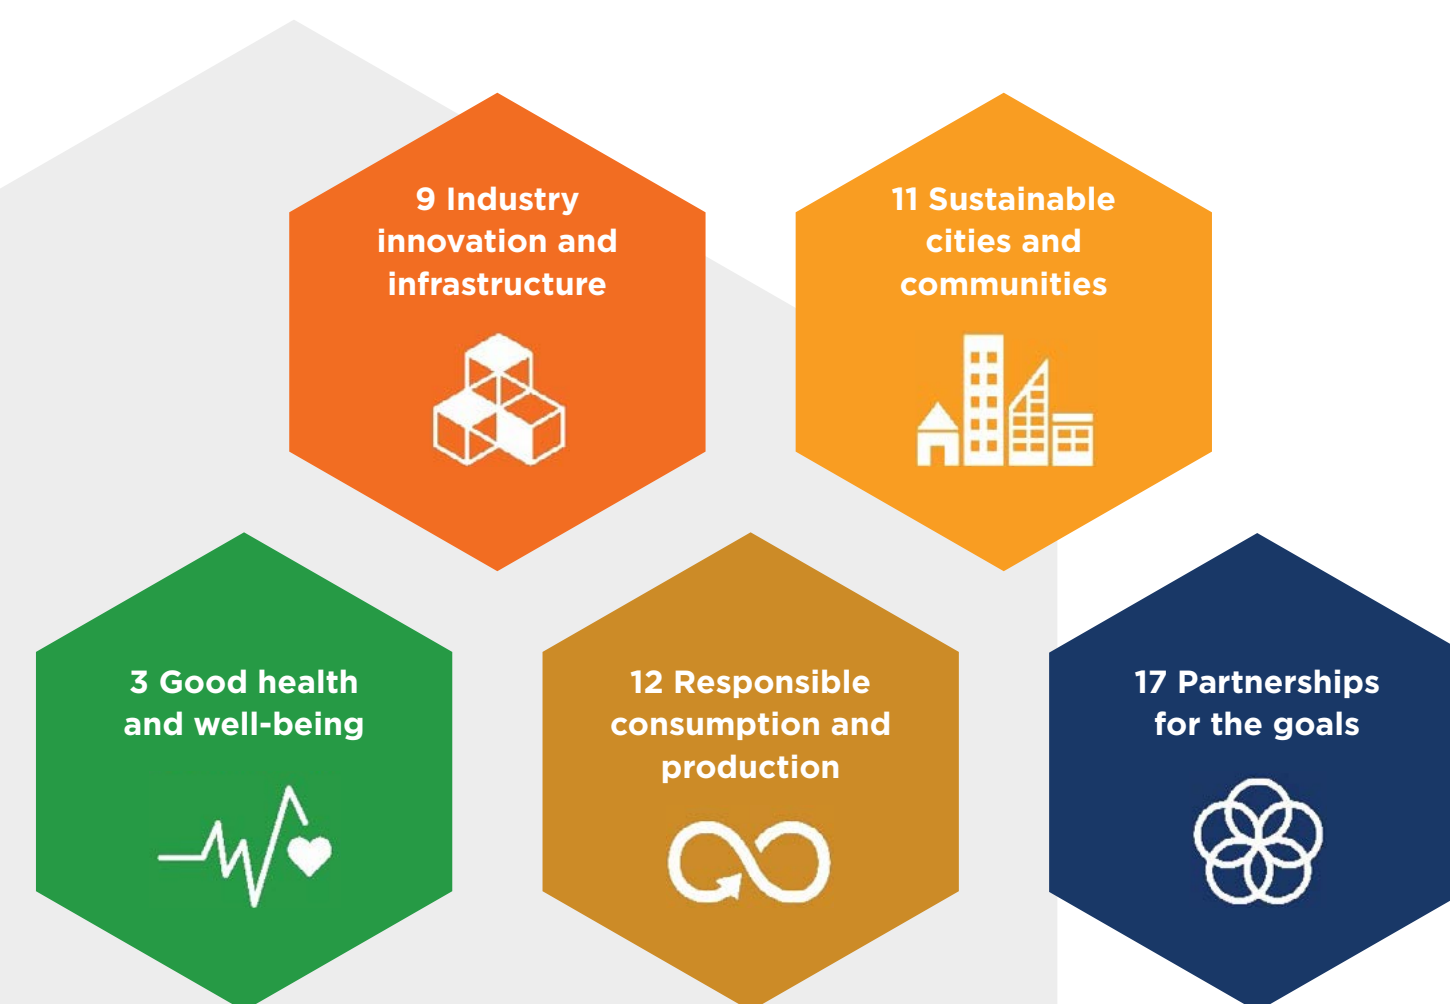 9 Industry
innovation and
infrastructure
11 Sustainable
cities and
communities
3 Good health
and well-being
12 Responsible
consumption and
production
17 Partnerships
for the goals